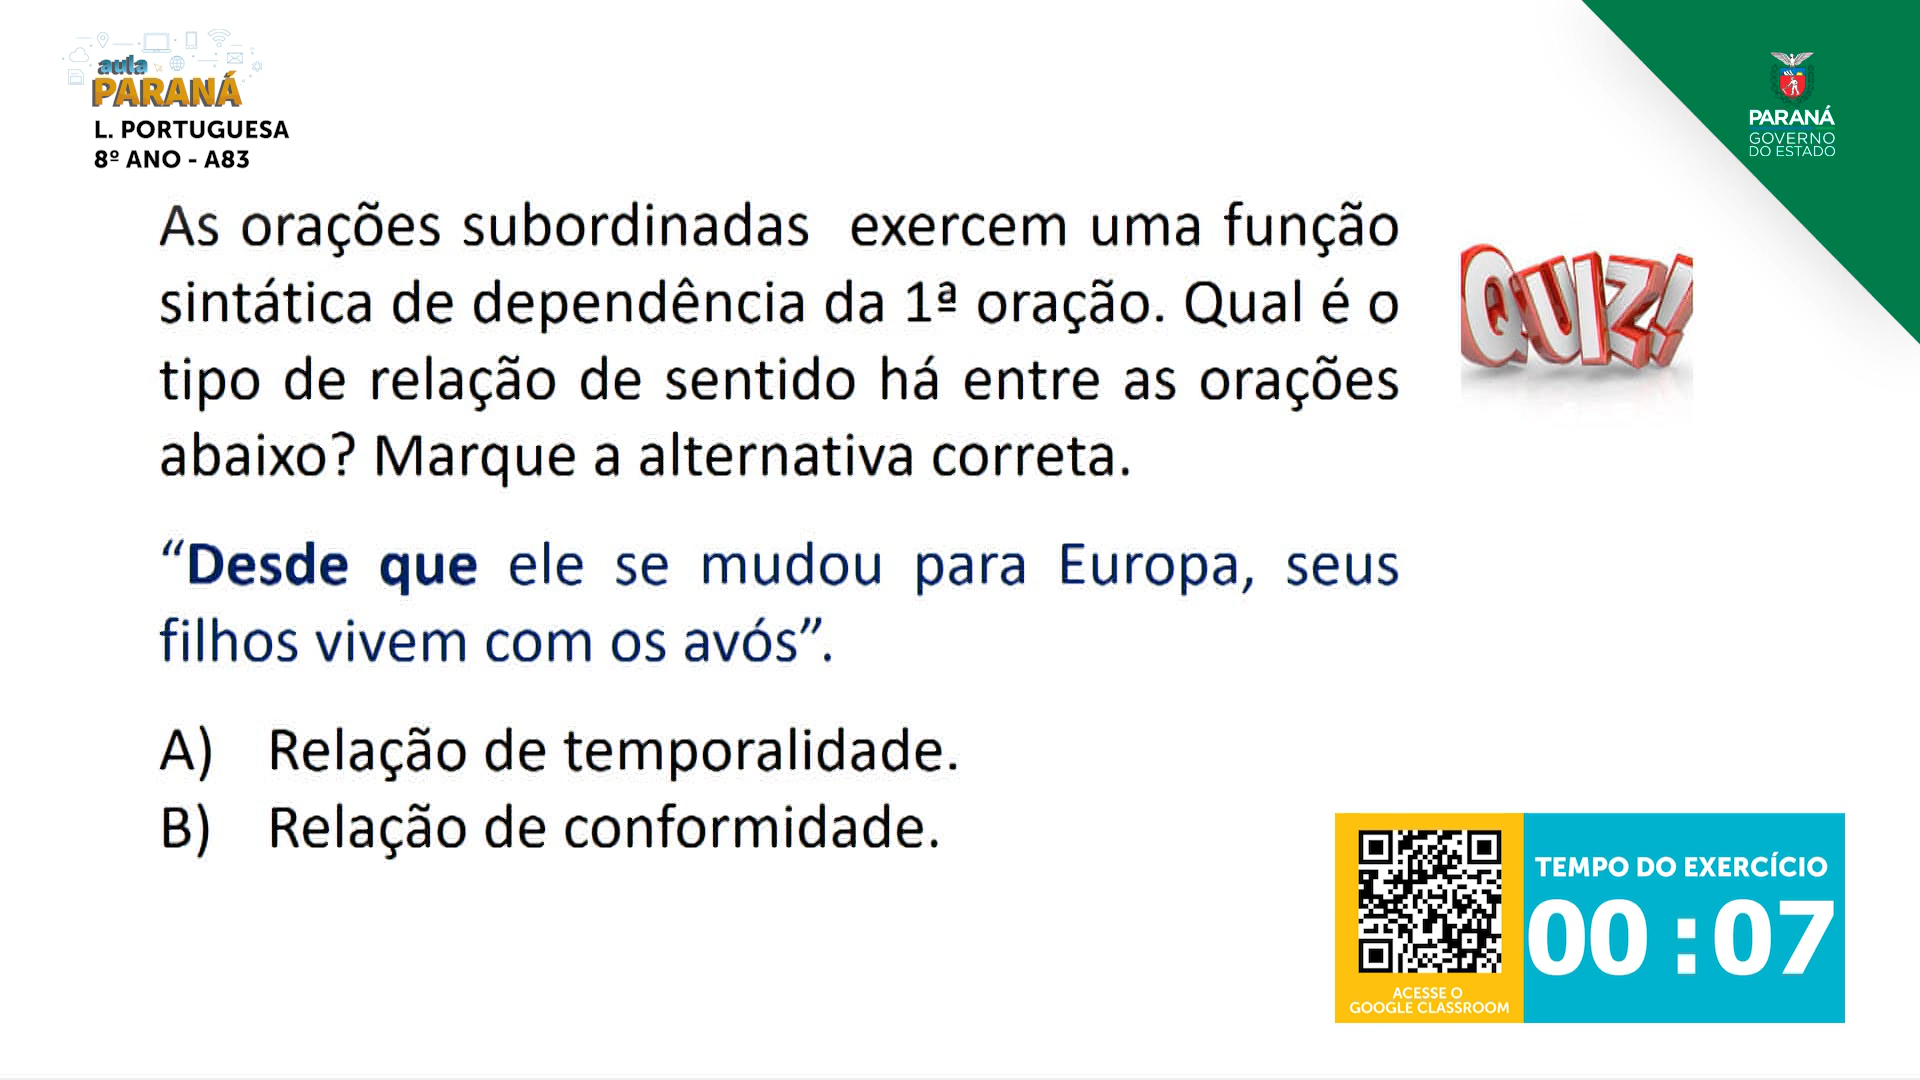 aula
PARANÁ
L. PORTUGUESA
8º ANO - A83
PARANÁ
GOVERNO
DO ESTADO
As orações subordinadas exercem uma função
sintática de dependência da 1ª oração. Qual é o
tipo de relação de sentido há entre as orações
abaixo? Marque a alternativa correta.
QUIZ!
“Desde que ele se mudou para Europa, seus
filhos vivem com os avós”.
A) Relação de temporalidade.
B) Relação de conformidade.
TEMPO DO EXERCÍCIO
00:07
ACESSE O
GOOGLE CLASSROOM